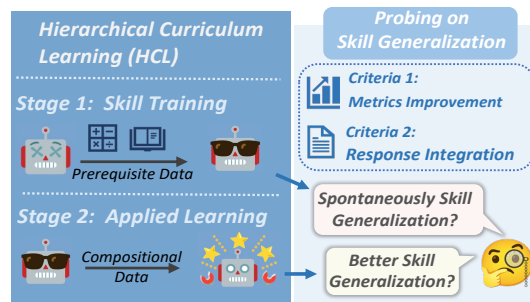 Hierarchical Curriculum
Learning (HCL)
Stage 1: Skill Training
Prerequisite Data
Stage 2: Applied Learning
Compositional
Data
Probing on
Skill Generalization
Criteria 1:
Metrics Improvement
Criteria 2:
Response Integration
Spontaneously Skill
Generalization?
Better Skill
Generalization?